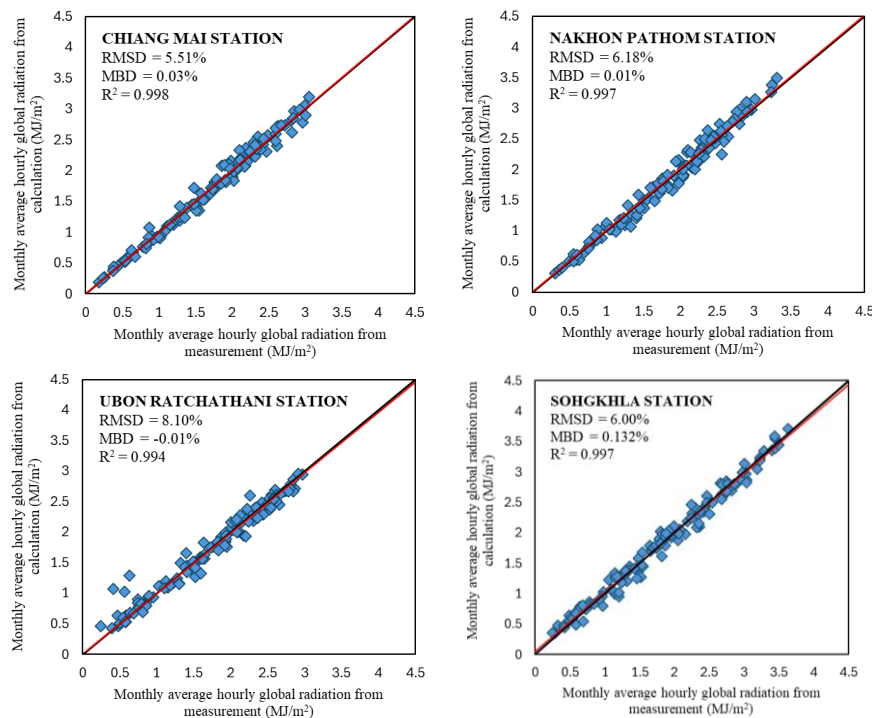 CHIANG MAI STATION
RMSD = 5.51%
MBD = 0.03%
R² = 0.998
Monthly average hourly global radiation from
calculation (MJ/m²)
4.5
4
3.5
3
2.5
2
1.5
1
0.5
0
0 0.5 1 1.5 2 2.5 3 3.5 4 4.5
Monthly average hourly global radiation from
measurement (MJ/m²)
NAKHON PATHOM STATION
RMSD = 6.18%
MBD = 0.01%
R² = 0.997
Monthly average hourly global radiation from
calculation (MJ/m²)
4.5
4
3.5
3
2.5
2
1.5
1
0.5
0
0 0.5 1 1.5 2 2.5 3 3.5 4 4.5
Monthly average hourly global radiation from
measurement (MJ/m²)
UBON RATCHATHANI STATION
RMSD = 8.10%
MBD = -0.01%
R² = 0.994
Monthly average hourly global radiation from
calculation (MJ/m²)
4.5
4
3.5
3
2.5
2
1.5
1
0.5
0
0 0.5 1 1.5 2 2.5 3 3.5 4 4.5
Monthly average hourly global radiation from
measurement (MJ/m²)
SOHGKHLA STATION
RMSD = 6.00%
MBD = 0.132%
R² = 0.997
Monthly average hourly global radiation from
calculation (MJ/m²)
4.5
4
3.5
3
2.5
2
1.5
1
0.5
0
0 0.5 1 1.5 2 2.5 3 3.5 4 4.5
Monthly average hourly global radiation from
measurement (MJ/m²)